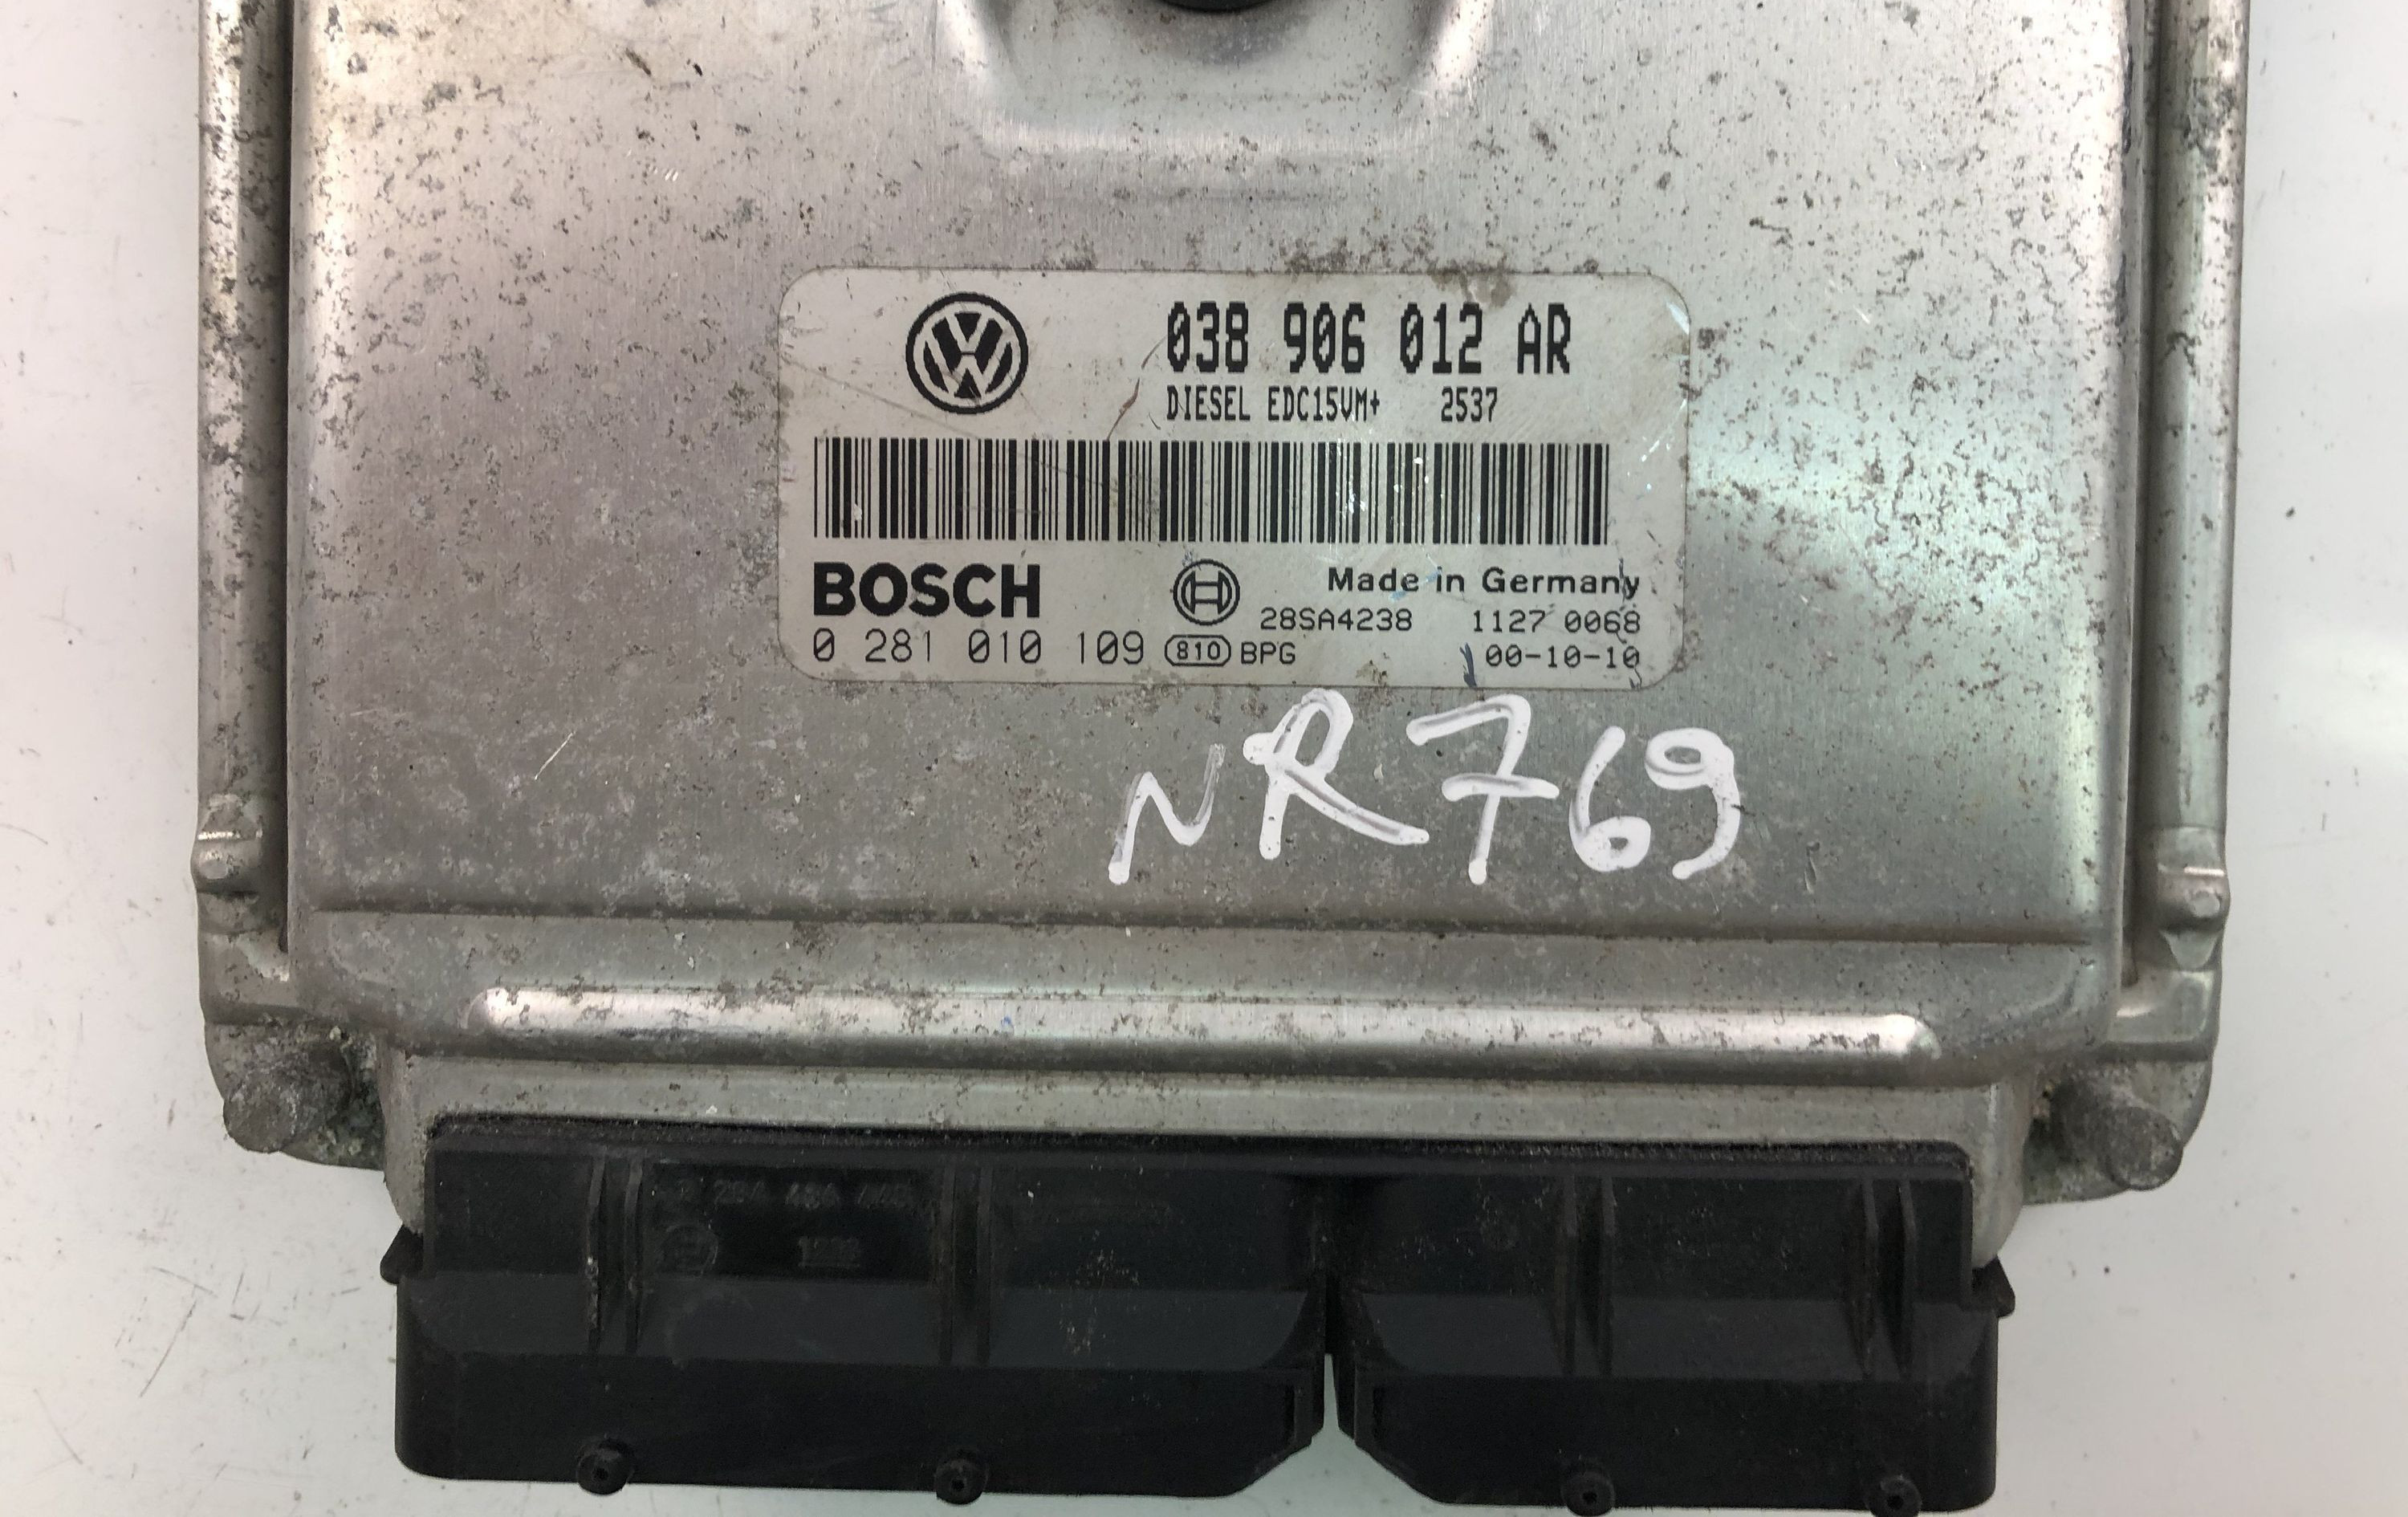 038 906 012 AR
DIESEL EDC15VM+ 2537
BOSCH
Made in Germany
28SA4238 1127 0068
0 281 010 109 810 BPG 00-10-10
NR769